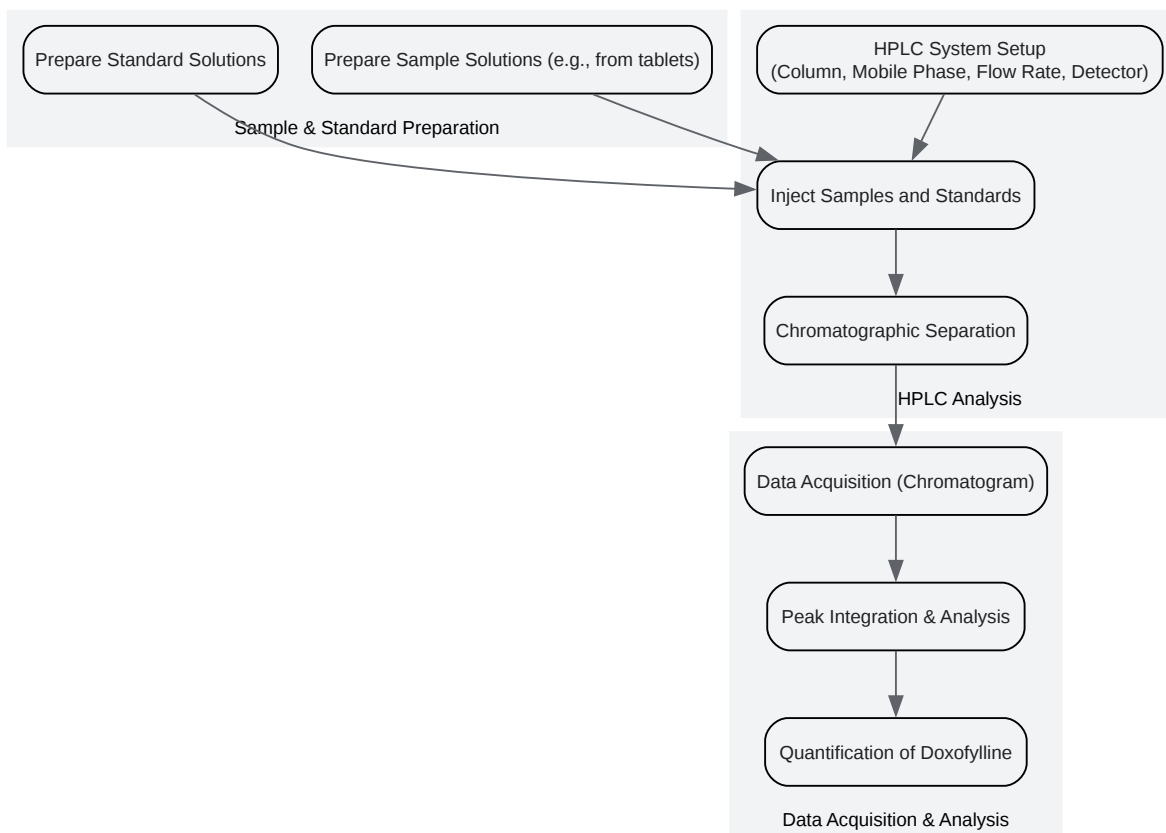 Prepare Standard Solutions
Prepare Sample Solutions (e.g., from tablets)
Sample & Standard Preparation
HPLC System Setup
(Column, Mobile Phase, Flow Rate, Detector)
Inject Samples and Standards
Chromatographic Separation
HPLC Analysis
Data Acquisition (Chromatogram)
Peak Integration & Analysis
Quantification of Doxofylline
Data Acquisition & Analysis